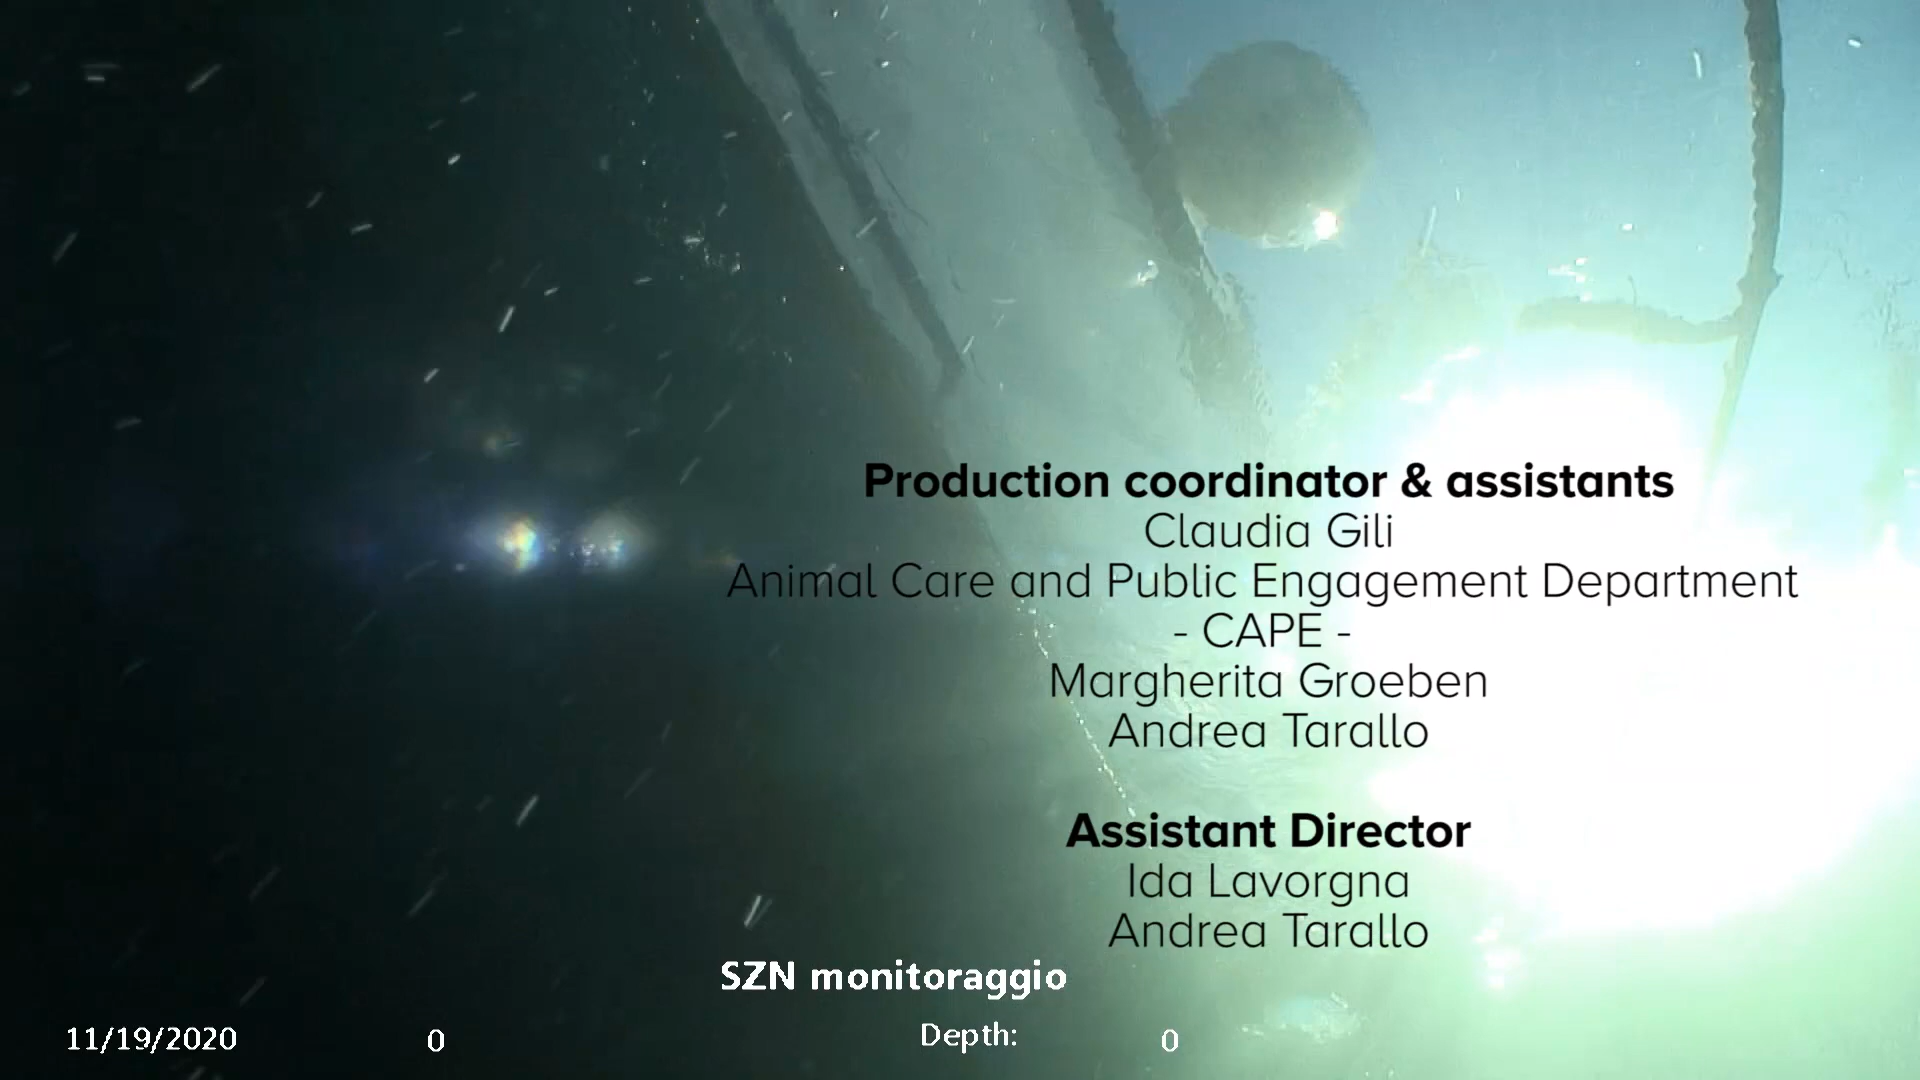 Production coordinator & assistants
Claudia Gili
Animal Care and Public Engagement Department
- CAPE -
Margherita Groeben
Andrea Tarallo
Assistant Director
Ida Lavorgna
Andrea Tarallo
SZN monitoraggio
11/19/2020 0 Depth: 0